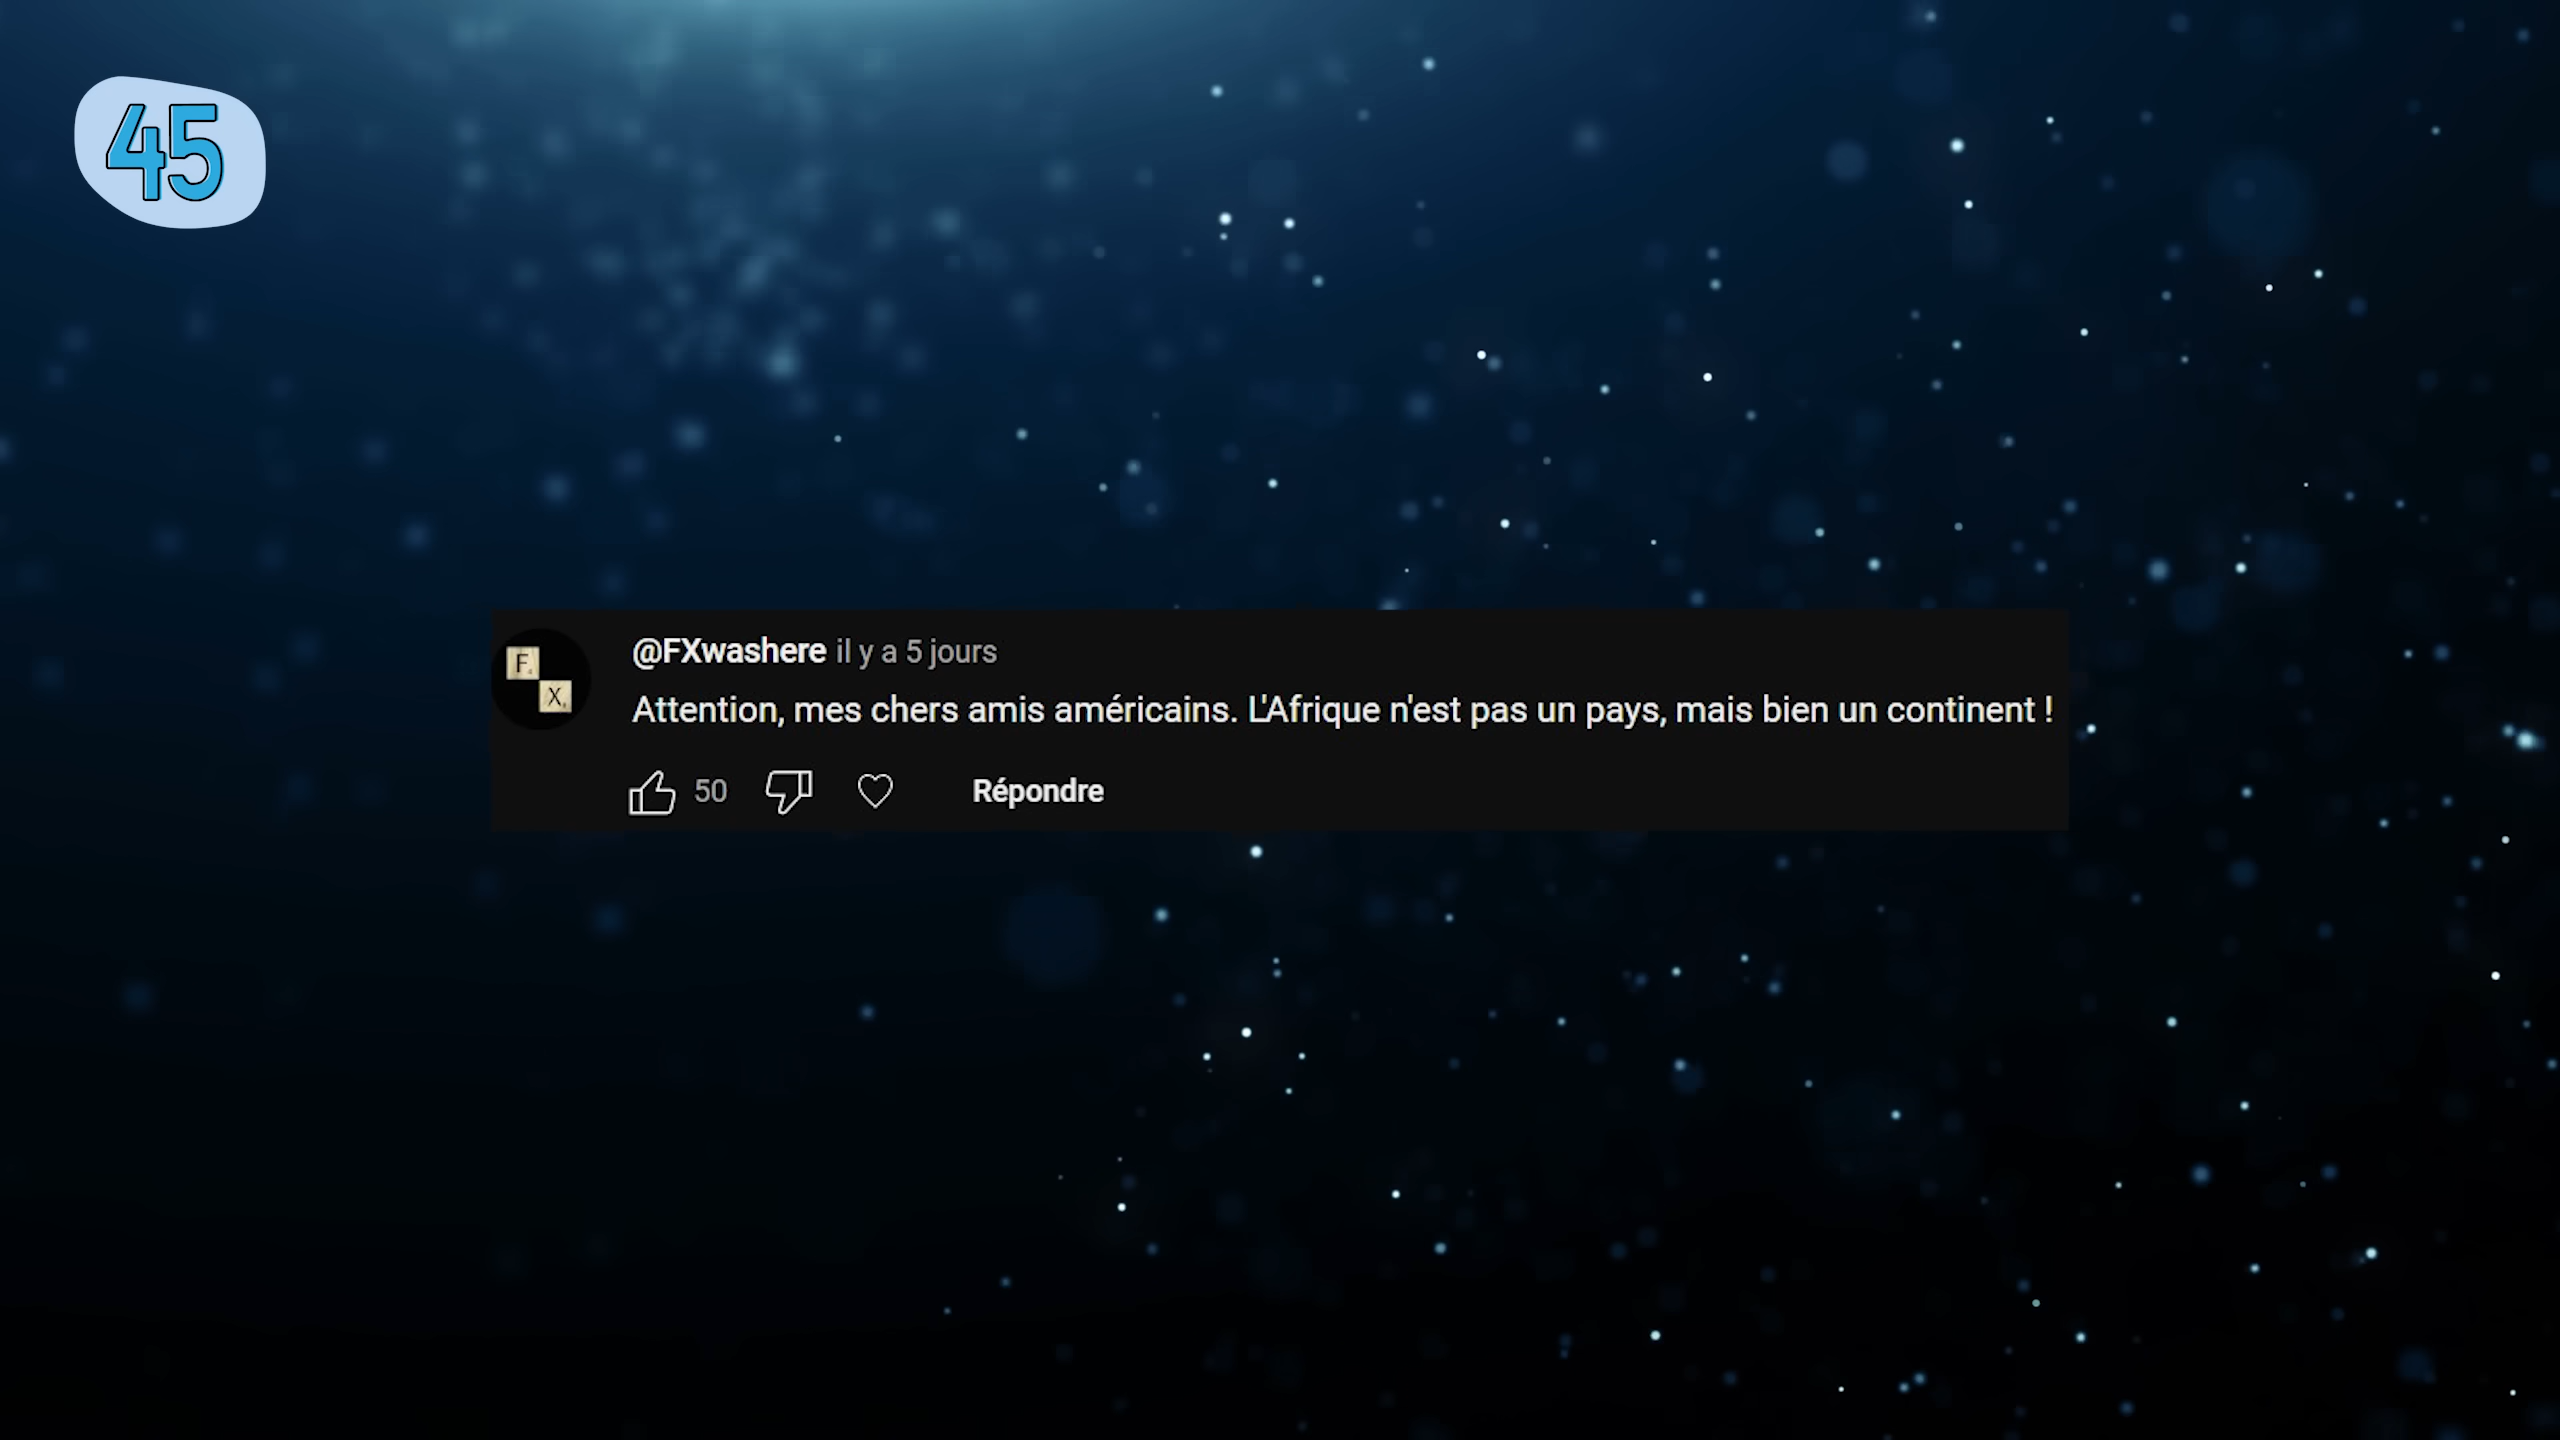 45
F
X
@FXwashere il y a 5 jours
Attention, mes chers amis américains. L'Afrique n'est pas un pays, mais bien un continent !
50 Répondre